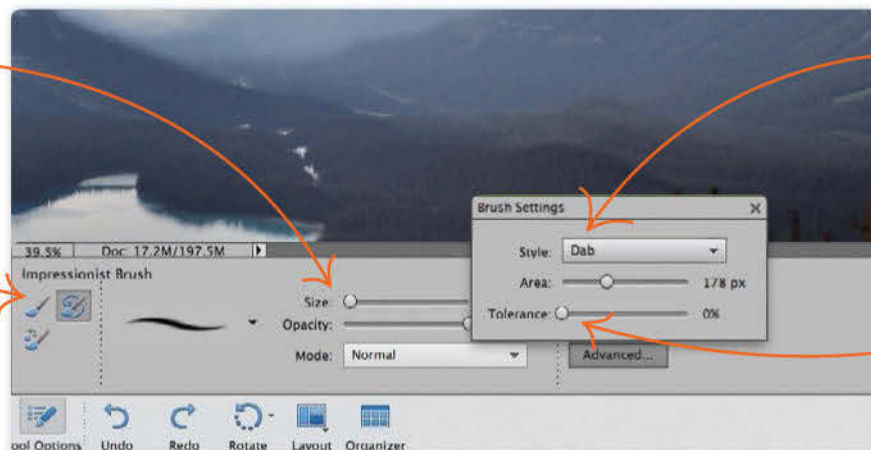 Brush Settings
Style: Dab
39.5% Doc: 17.2M/197.5M
Impressionist Brush
Area: 178 px
Size:
Tolerance: 0%
Opacity:
Mode: Normal
Advanced...
ool Options Undo Redo Rotate Layout Organizer